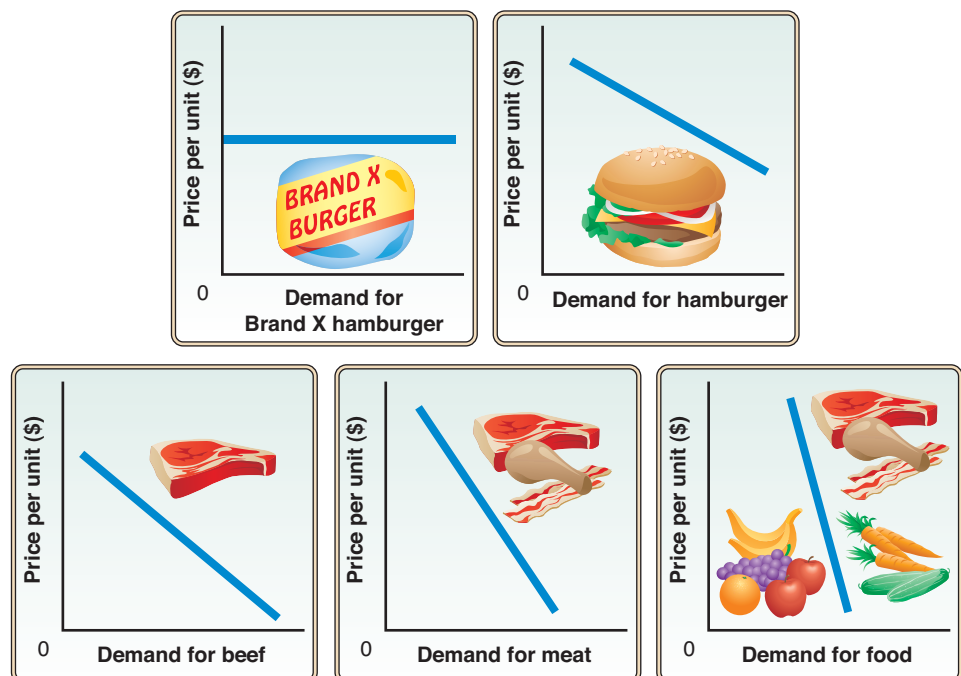 Price per unit ($)
BRAND X
BURGER
0
Demand for
Brand X hamburger
Price per unit ($)
0
Demand for hamburger
Price per unit ($)
0
Demand for beef
Price per unit ($)
0
Demand for meat
Price per unit ($)
0
Demand for food